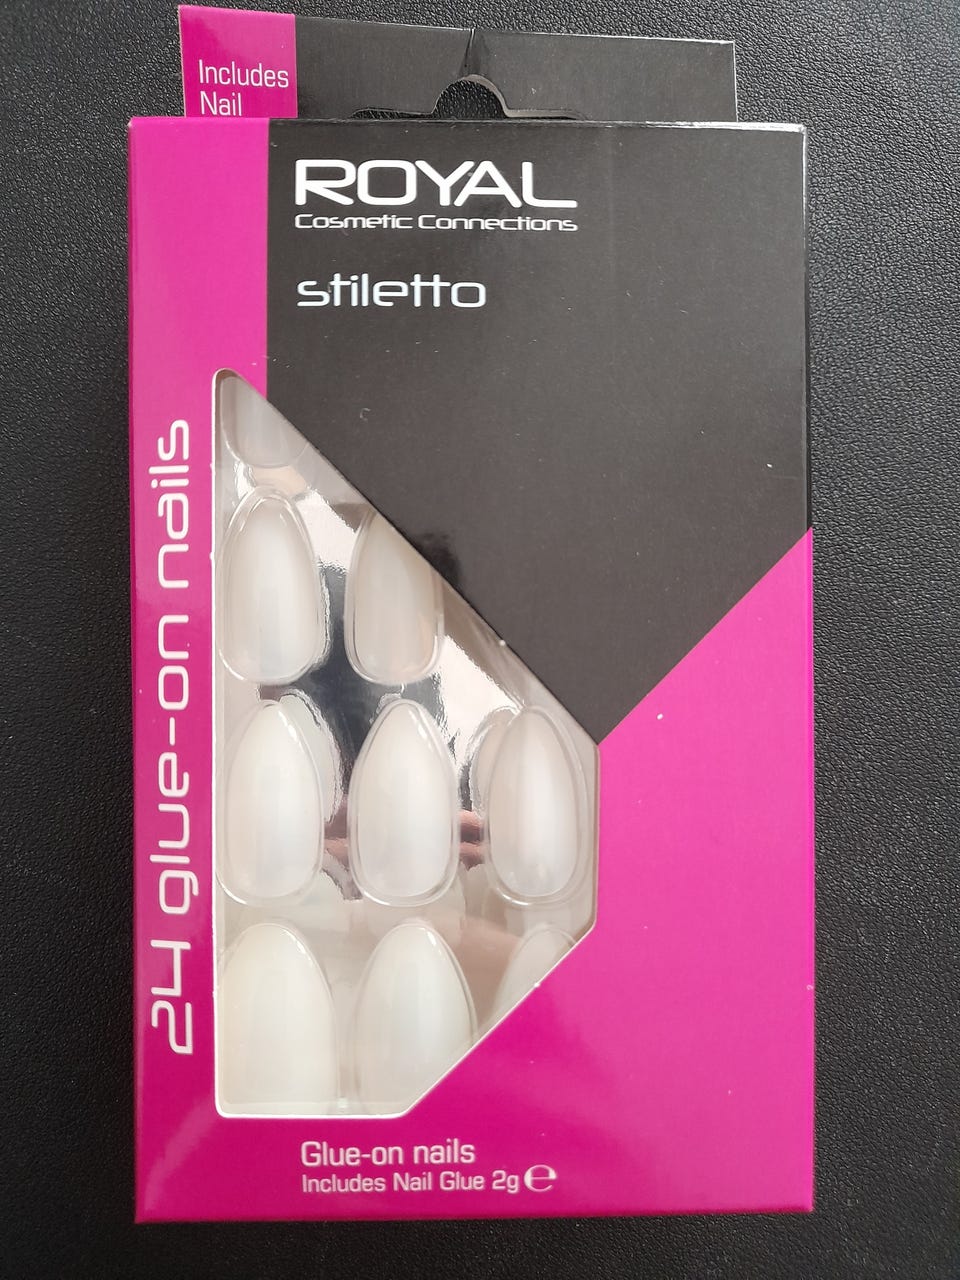 Includes
Nail
ROYAL
Cosmetic Connections
stiletto
24 glue-on nails
Glue-on nails
Includes Nail Glue 2g ℮